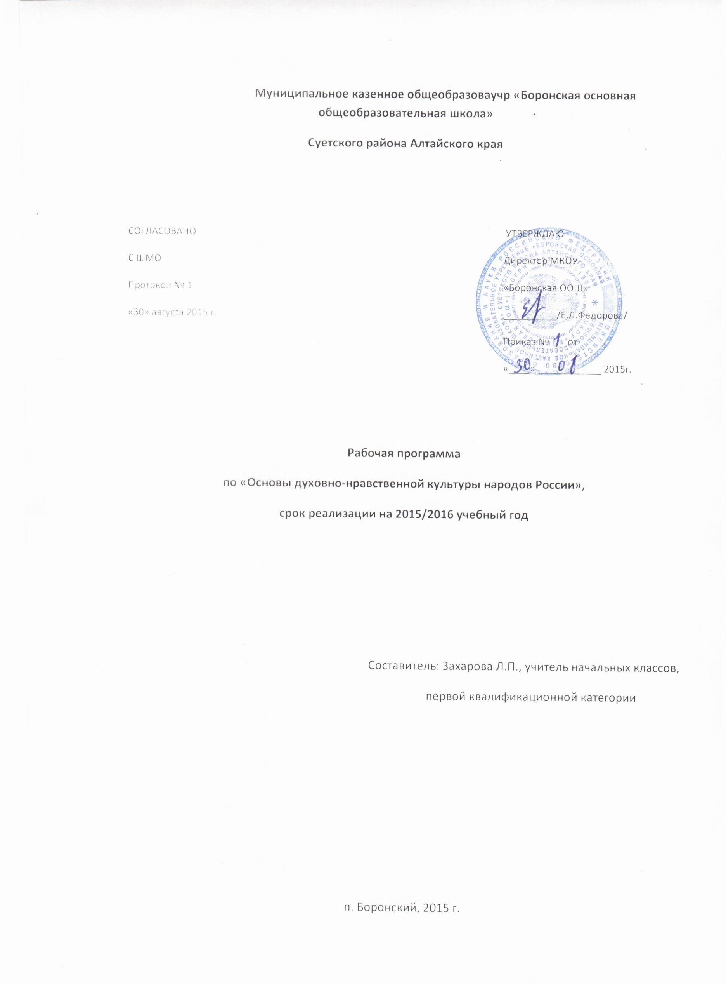 Муниципальное казенное общеобразоваучр «Боронская основная
общеобразовательная школа»
Суетского района Алтайского края
СОГЛАСОВАНО
С ШМО
Протокол № 1
«30» августа 2015 г.
УТВЕРЖДАЮ
Директор МКОУ
«Боронская ООШ»
/Е.Л.Федорова/
Приказ № 1 от
«30» 08 2015г.
Рабочая программа
по «Основы духовно-нравственной культуры народов России»,
срок реализации на 2015/2016 учебный год
Составитель: Захарова Л.П., учитель начальных классов,
первой квалификационной категории
п. Боронский, 2015 г.